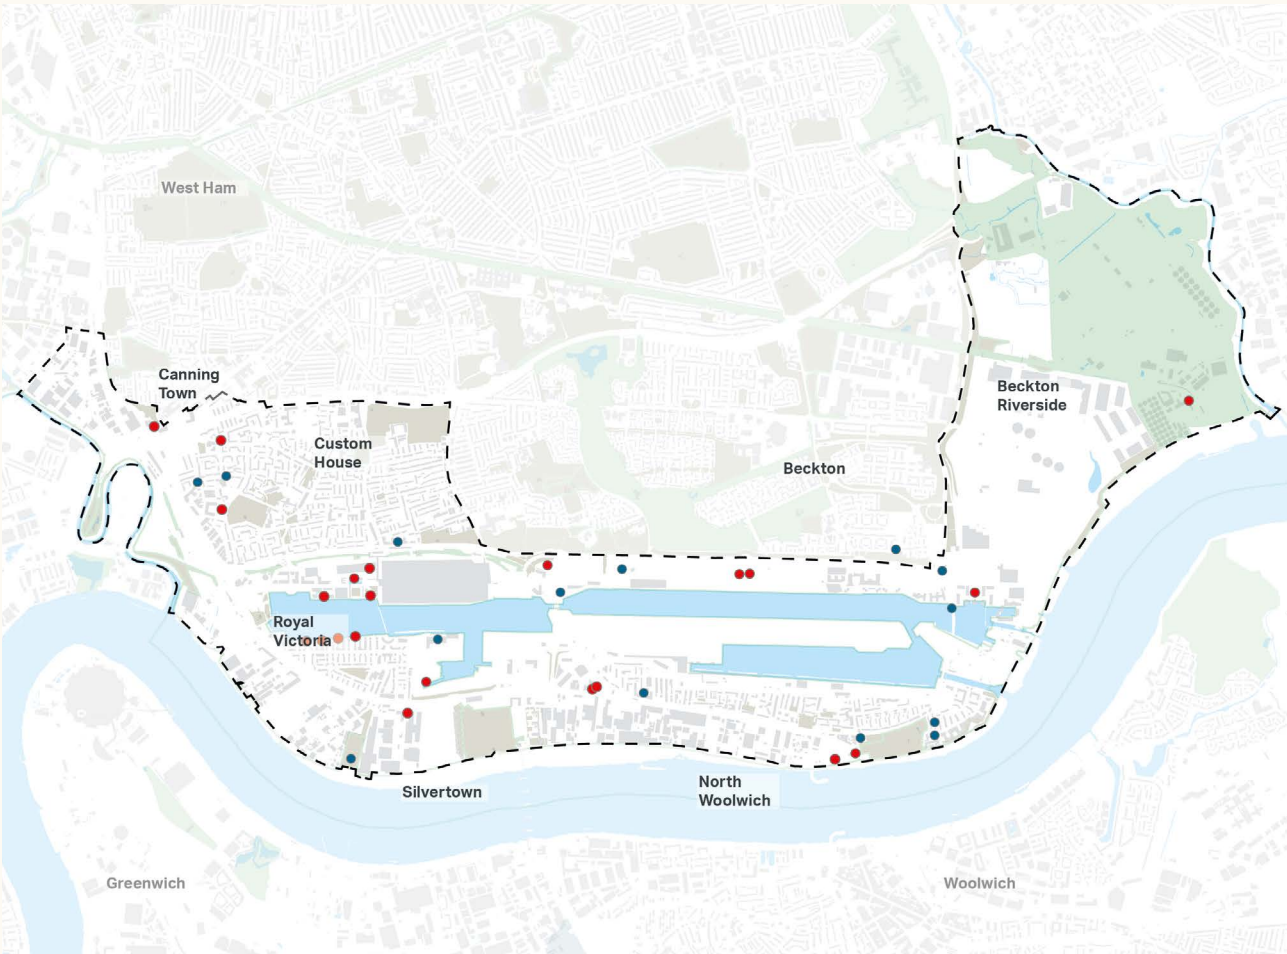 West Ham
Canning
Town
Custom
House
Beckton
Riverside
Beckton
Royal
Victoria
Silvertown
North
Woolwich
Greenwich
Woolwich